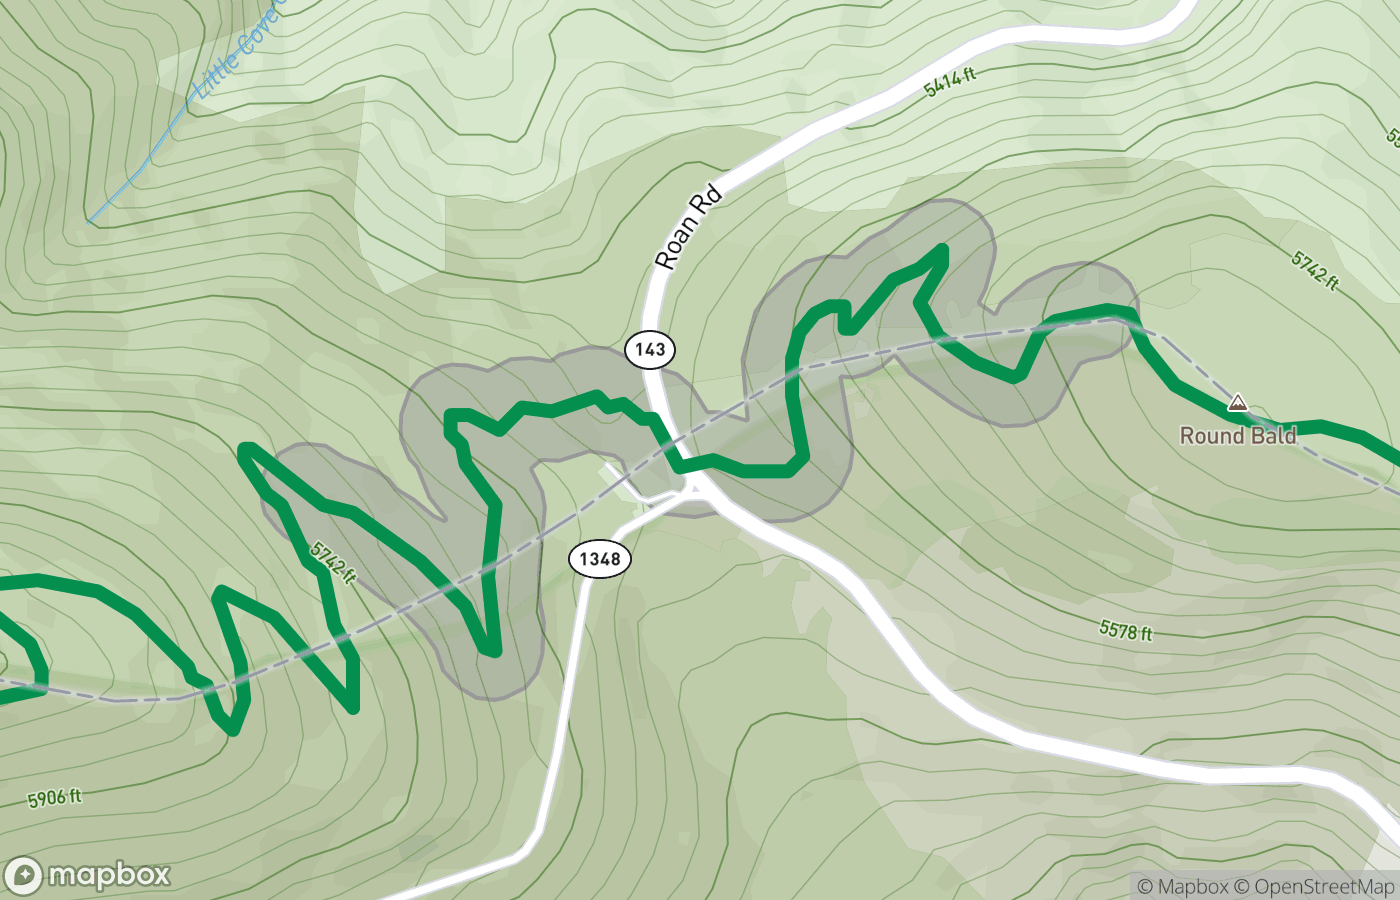 Little Cove
5414 ft
Roan Rd
5742 ft
143
Round Bald
5742 ft
1348
5578 ft
5906 ft
mapbox
© Mapbox © OpenStreetMap